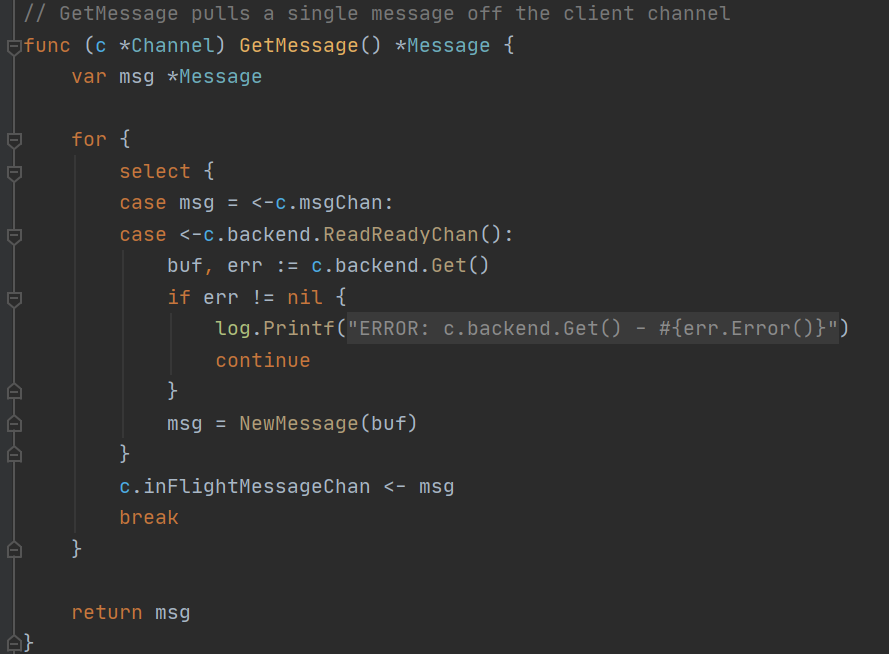 // GetMessage pulls a single message off the client channel
func (c *Channel) GetMessage() *Message {
    var msg *Message

    for {
        select {
        case msg = <-c.msgChan:
        case <-c.backend.ReadReadyChan():
            buf, err := c.backend.Get()
            if err != nil {
                log.Printf("ERROR: c.backend.Get() - #{err.Error()}")
                continue
            }
            msg = NewMessage(buf)
        }
        c.inFlightMessageChan <- msg
        break
    }

    return msg
}